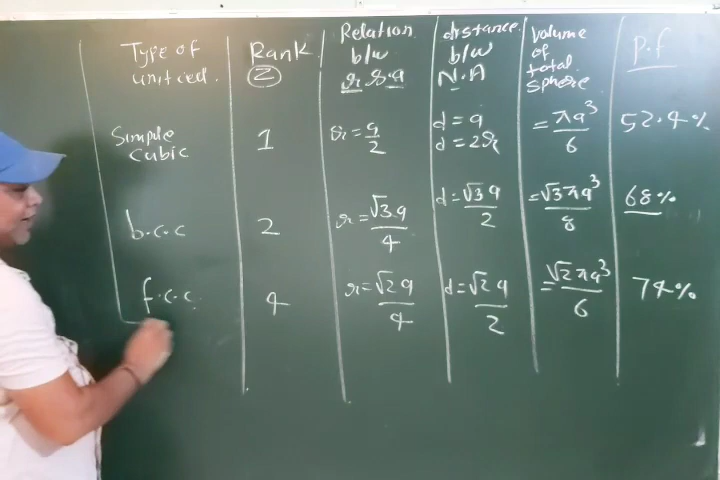 Type of unit cell. Rank (Z) Relation b/w r & a distance b/w N.A Volume of total sphere P.f
Simple cubic 1 r = a/2 d = a d = 2r = πa³/6 52.4%
b.c.c 2 r = √3a/4 d = √3a/2 = √3πa³/8 68%
f.c.c. 4 r = √2a/4 d = √2a/2 = √2πa³/6 74%